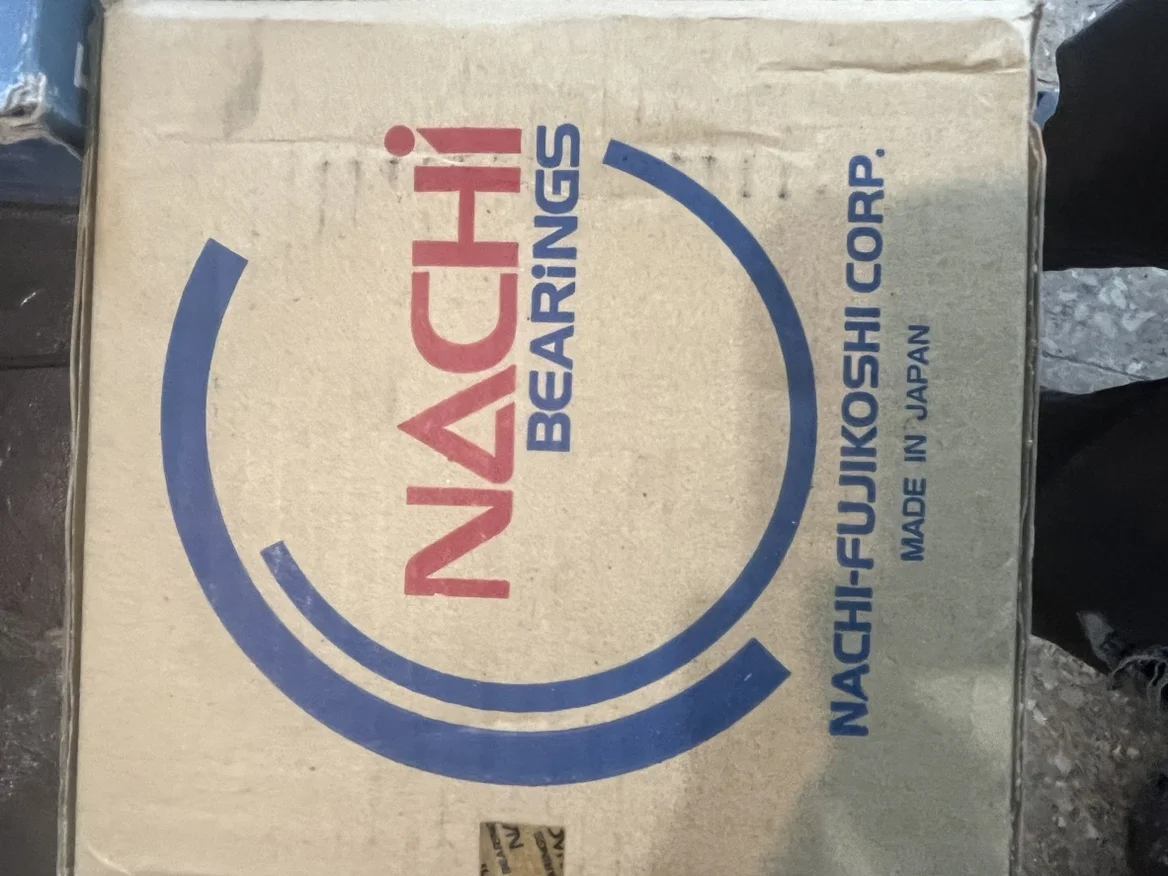 NACHi
BEARiNGS
NACHI-FUJIKOSHI CORP.
MADE IN JAPAN